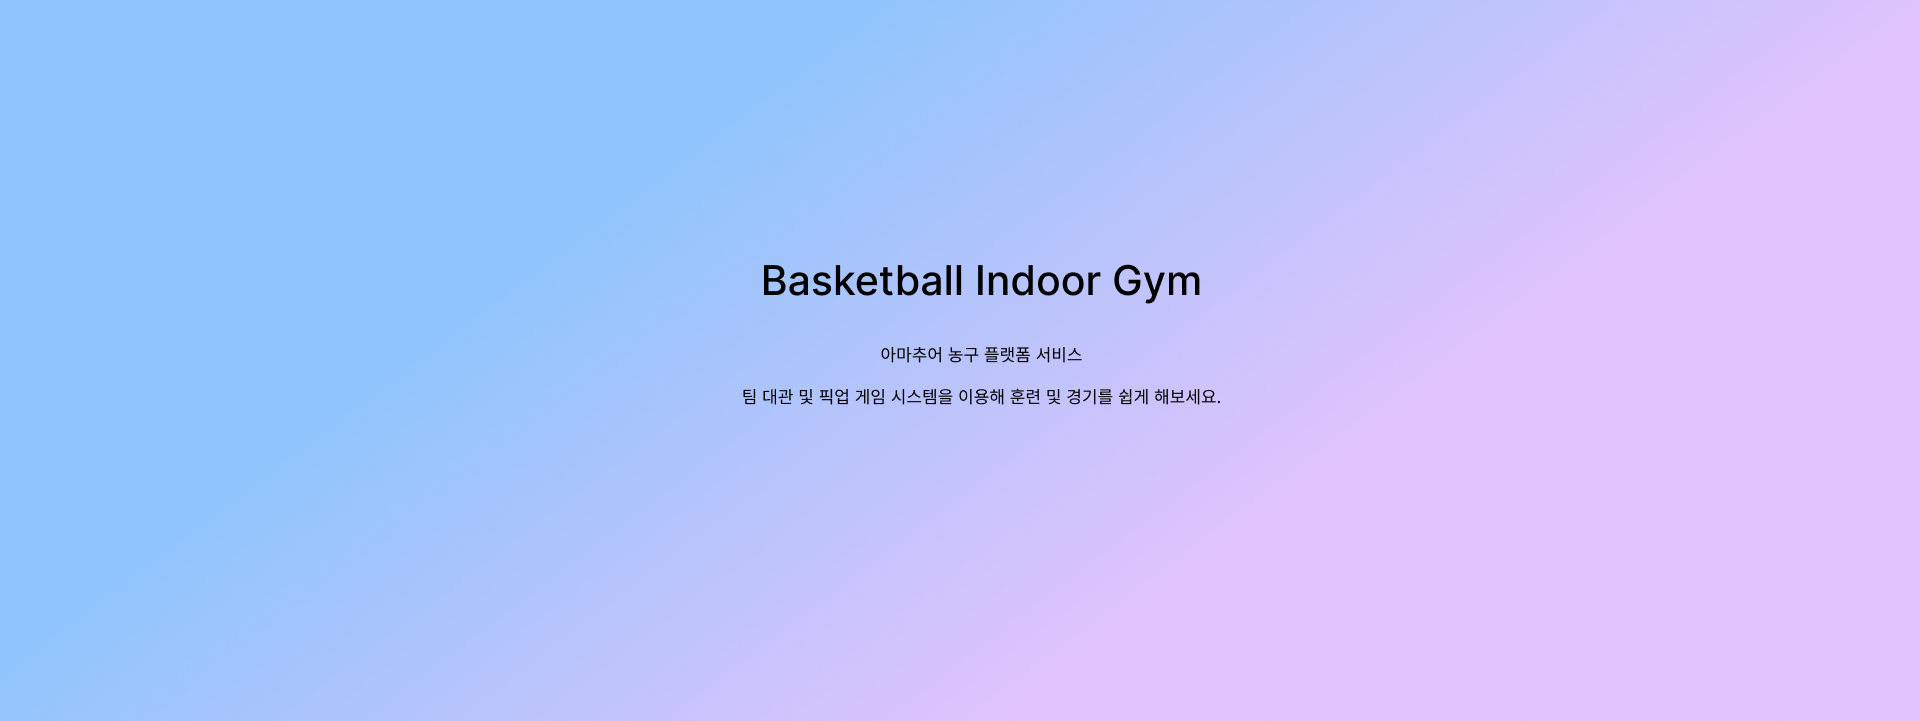 Basketball Indoor Gym
아마추어 농구 플랫폼 서비스
팀 대관 및 픽업 게임 시스템을 이용해 훈련 및 경기를 쉽게 해보세요.